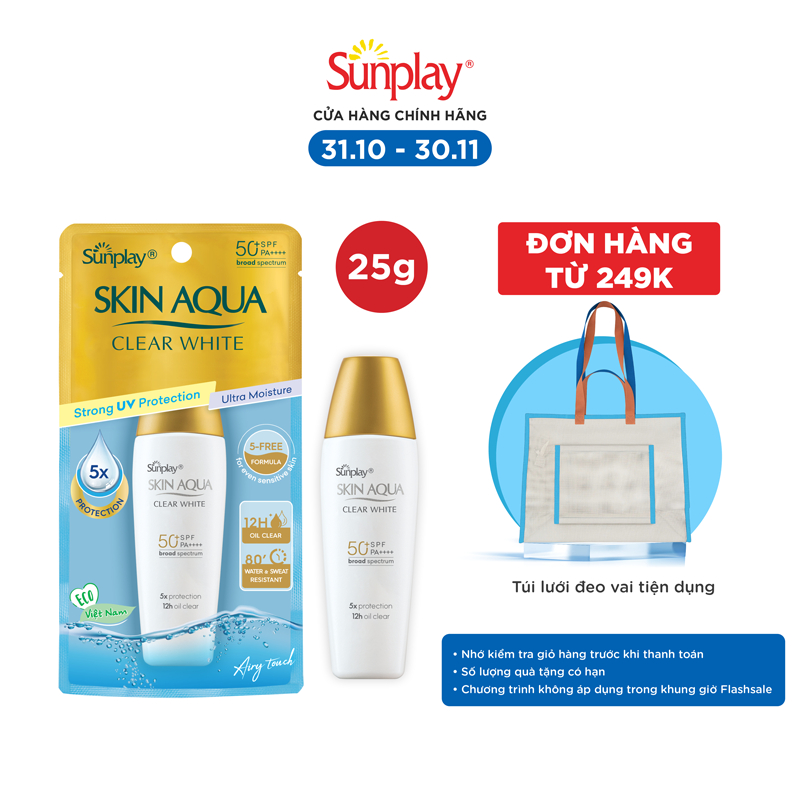 Sunplay®
CỬA HÀNG CHÍNH HÃNG
31.10 - 30.11
Sunplay®
50+ SPF
PA++++
broad spectrum
SKIN AQUA
CLEAR WHITE
Strong UV Protection
Ultra Moisture
5x
PROTECTION
5-FREE
FORMULA
for even sensitive skin
12H
OIL CLEAR
80'
WATER & SWEAT
RESISTANT
ECO
Việt Nam
Airy Touch
Sunplay®
SKIN AQUA
CLEAR WHITE
50+ SPF
PA++++
broad spectrum
5x protection
12h oil clear
25g
Sunplay®
SKIN AQUA
CLEAR WHITE
50+ SPF
PA++++
broad spectrum
5x protection
12h oil clear
ĐƠN HÀNG
TỪ 249K
Túi lưới đeo vai tiện dụng
• Nhớ kiểm tra giỏ hàng trước khi thanh toán
• Số lượng quà tặng có hạn
• Chương trình không áp dụng trong khung giờ Flashsale